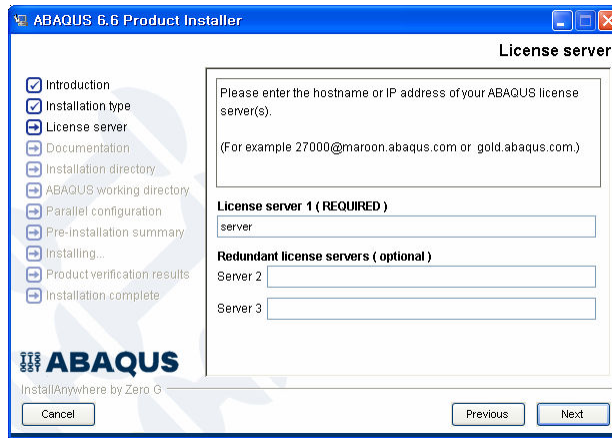 ABAQUS 6.6 Product Installer
License server
Introduction
Installation type
License server
Documentation
Installation directory
ABAQUS working directory
Parallel configuration
Pre-installation summary
Installing...
Product verification results
Installation complete
Please enter the hostname or IP address of your ABAQUS license
server(s).
(For example 27000@maroon.abaqus.com or gold.abaqus.com.)
License server 1 ( REQUIRED )
server
Redundant license servers ( optional )
Server 2
Server 3
ABAQUS
InstallAnywhere by Zero G
Cancel
Previous
Next